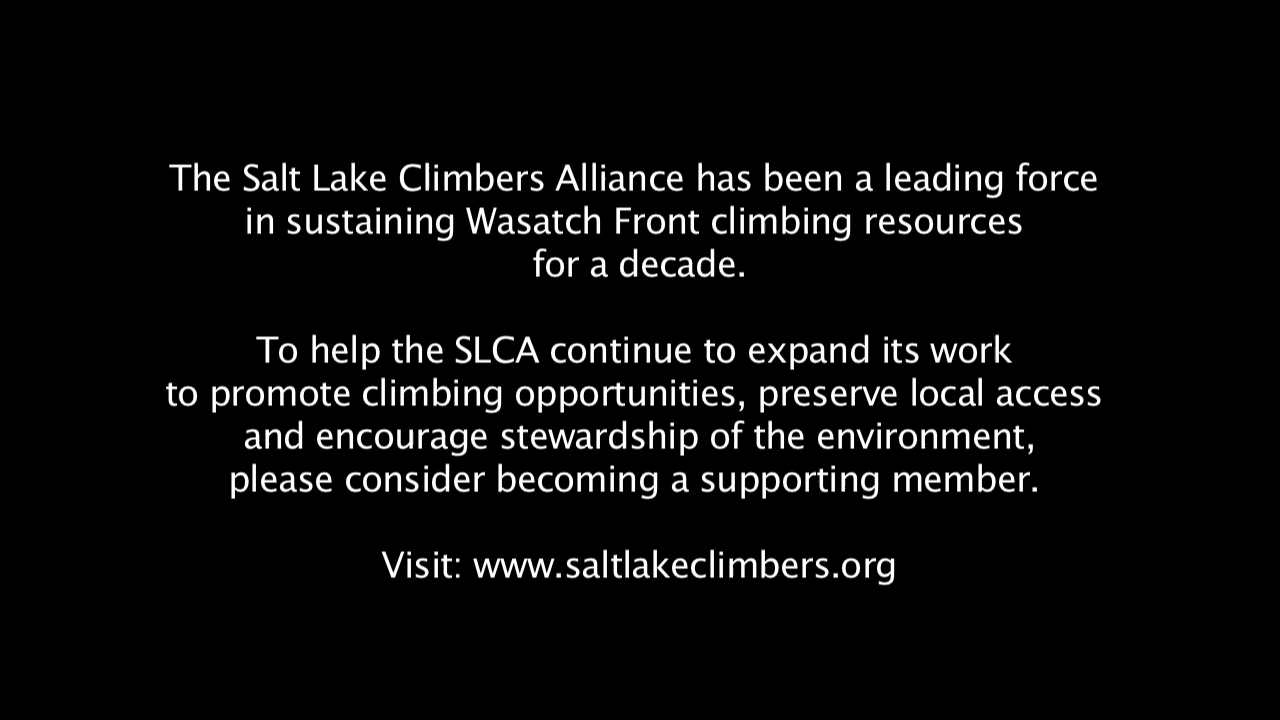 The Salt Lake Climbers Alliance has been a leading force
in sustaining Wasatch Front climbing resources
for a decade.
To help the SLCA continue to expand its work
to promote climbing opportunities, preserve local access
and encourage stewardship of the environment,
please consider becoming a supporting member.
Visit: www.saltlakeclimbers.org